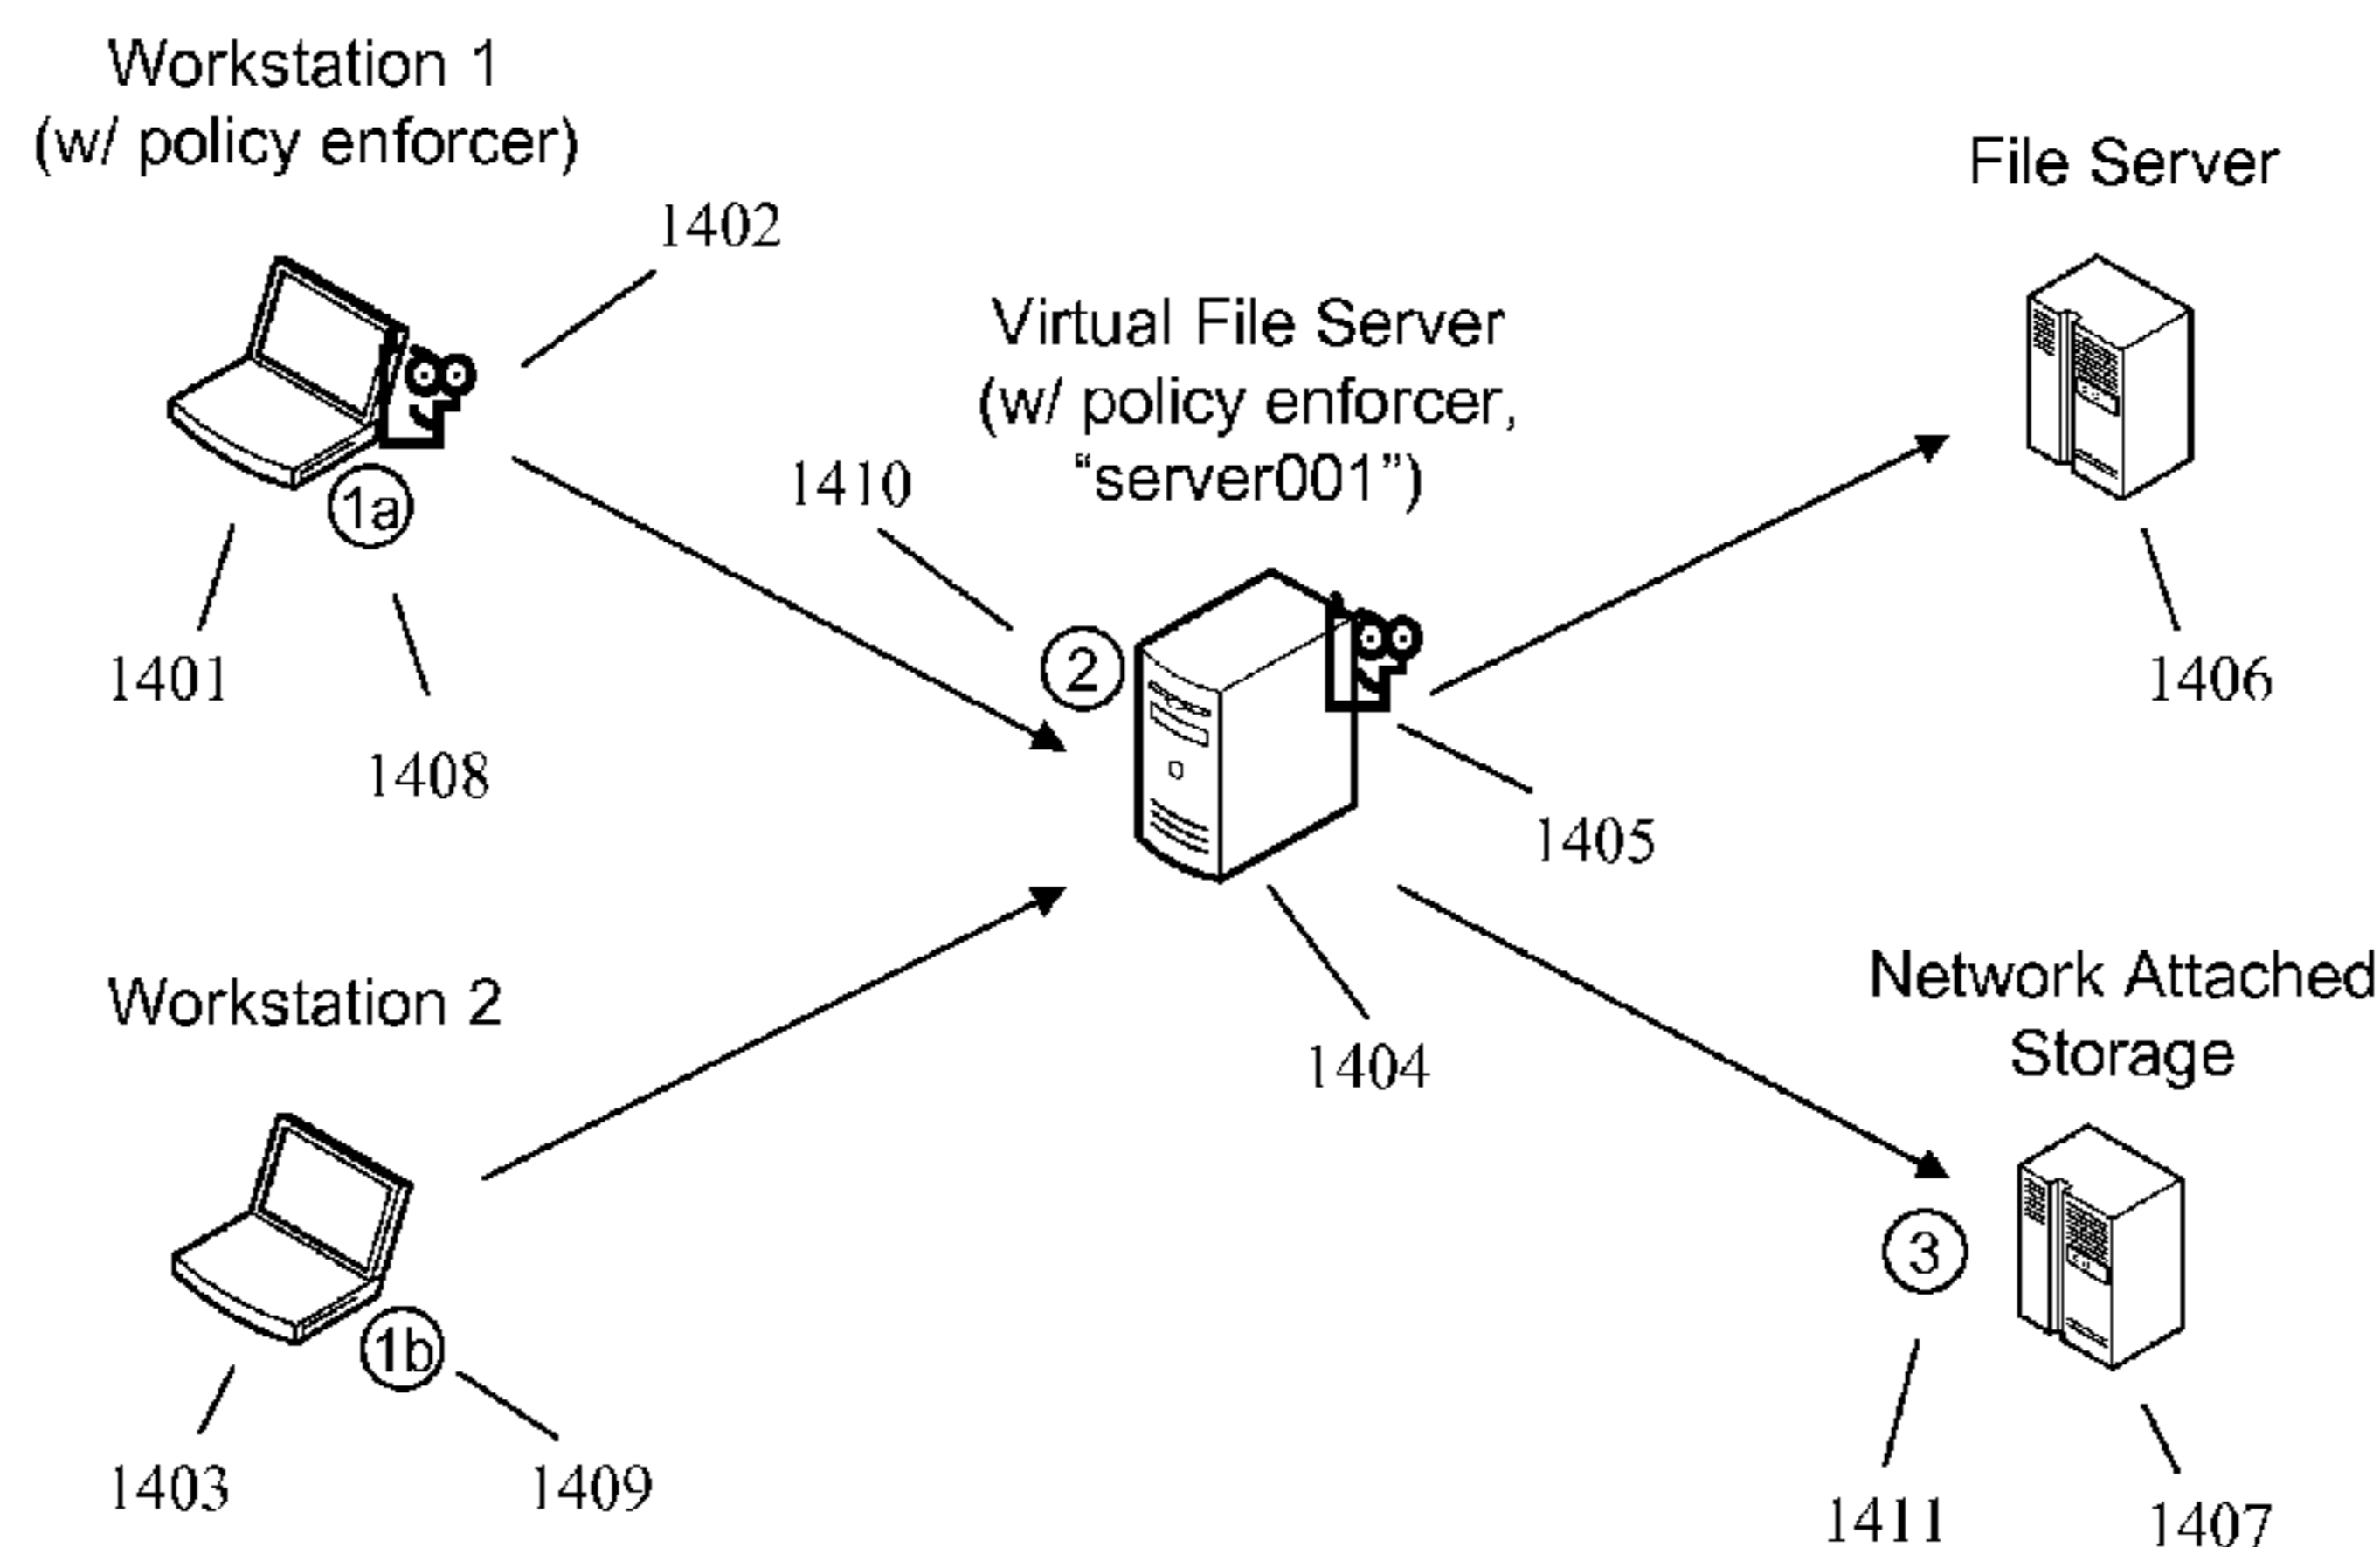 Workstation 1
(w/ policy enforcer)
1402
File Server
Virtual File Server
(w/ policy enforcer,
“server001”)
1410
1a
1401
1408
2
1406
1405
1404
Workstation 2
Network Attached
Storage
1b
3
1403
1409
1411
1407